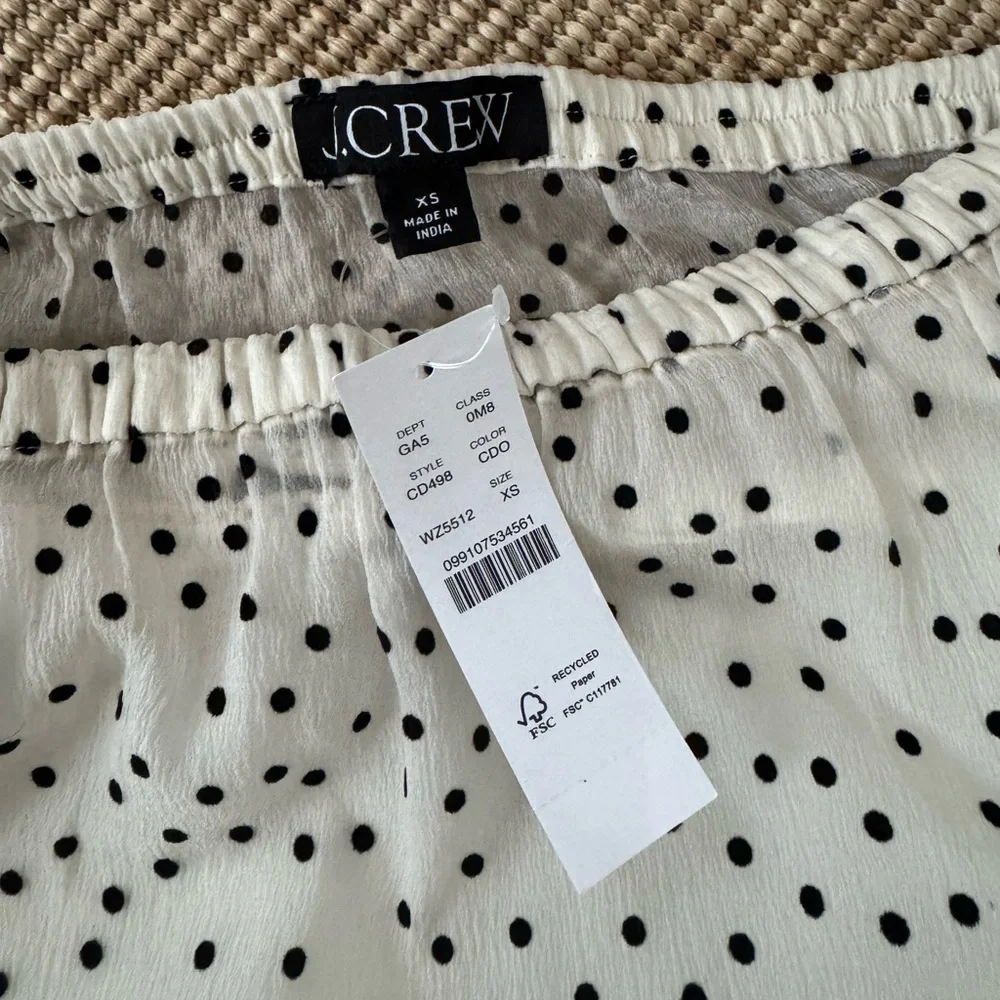 J.CREW
XS
MADE IN
INDIA
DEPT CLASS
GA5 0M8
STYLE COLOR
CD498 CDO
SIZE
XS
WZ5512
099107534561
RECYCLED
Paper
FSC™ C117781
FSC